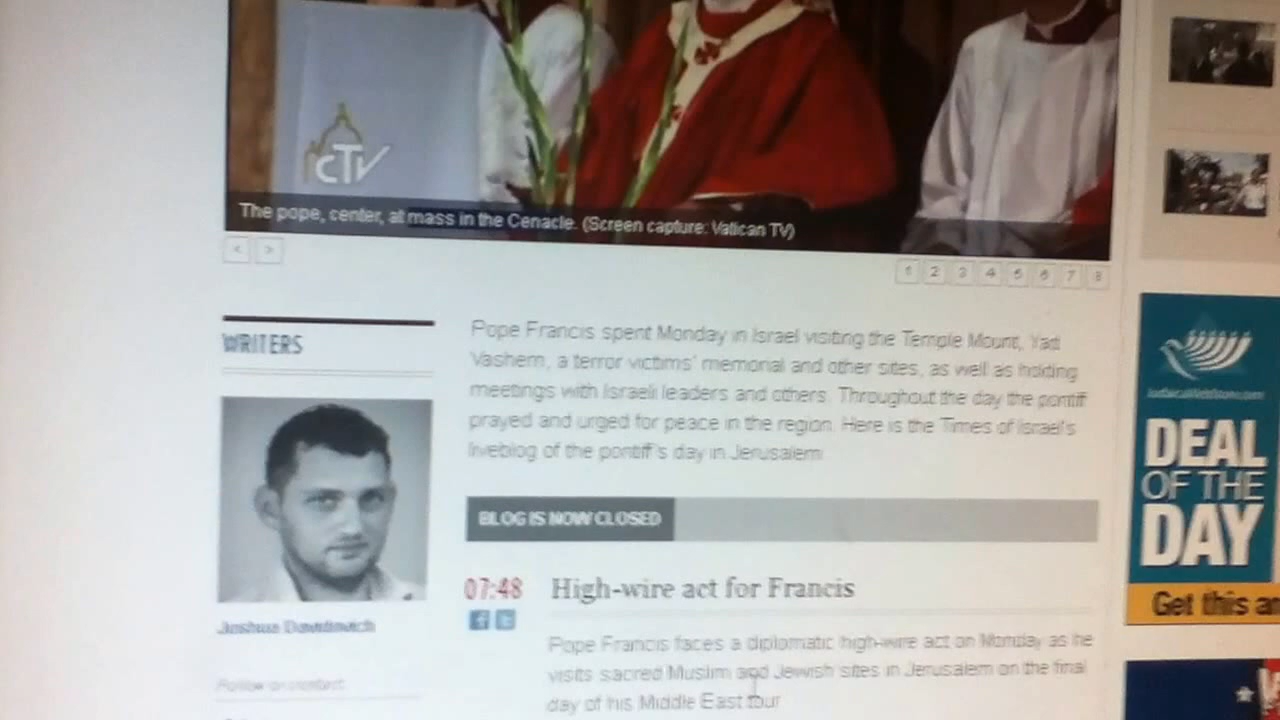 CTV
The pope, center, at mass in the Cenacle. (Screen capture: Vatican TV)
< >
1 2 3 4 5 6 7 8
WRITERS
Joshua Davidovich
Follow or contact:
Pope Francis spent Monday in Israel visiting the Temple Mount, Yad
Vashem, a terror victims' memorial and other sites, as well as holding
meetings with Israeli leaders and others. Throughout the day the pontiff
prayed and urged for peace in the region. Here is the Times of Israel's
liveblog of the pontiff's day in Jerusalem
BLOG IS NOW CLOSED
07:48
High-wire act for Francis
Pope Francis faces a diplomatic high-wire act on Monday as he
visits sacred Muslim and Jewish sites in Jerusalem on the final
day of his Middle East tour
DEAL
OF THE
DAY
Get this an